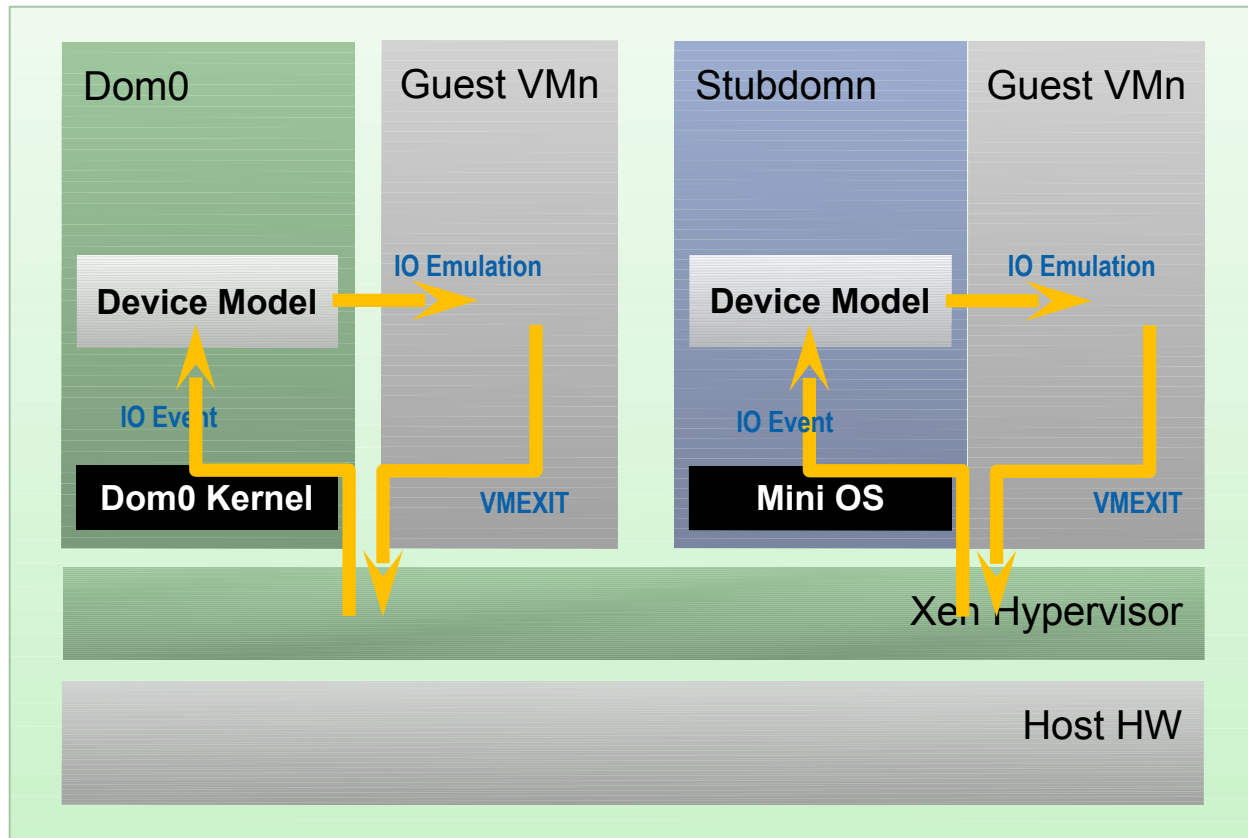 Dom0
Guest VMn
Stubdomn
Guest VMn
IO Emulation
Device Model
IO Emulation
Device Model
IO Event
IO Event
Dom0 Kernel
VMEXIT
Mini OS
VMEXIT
Xen Hypervisor
Host HW